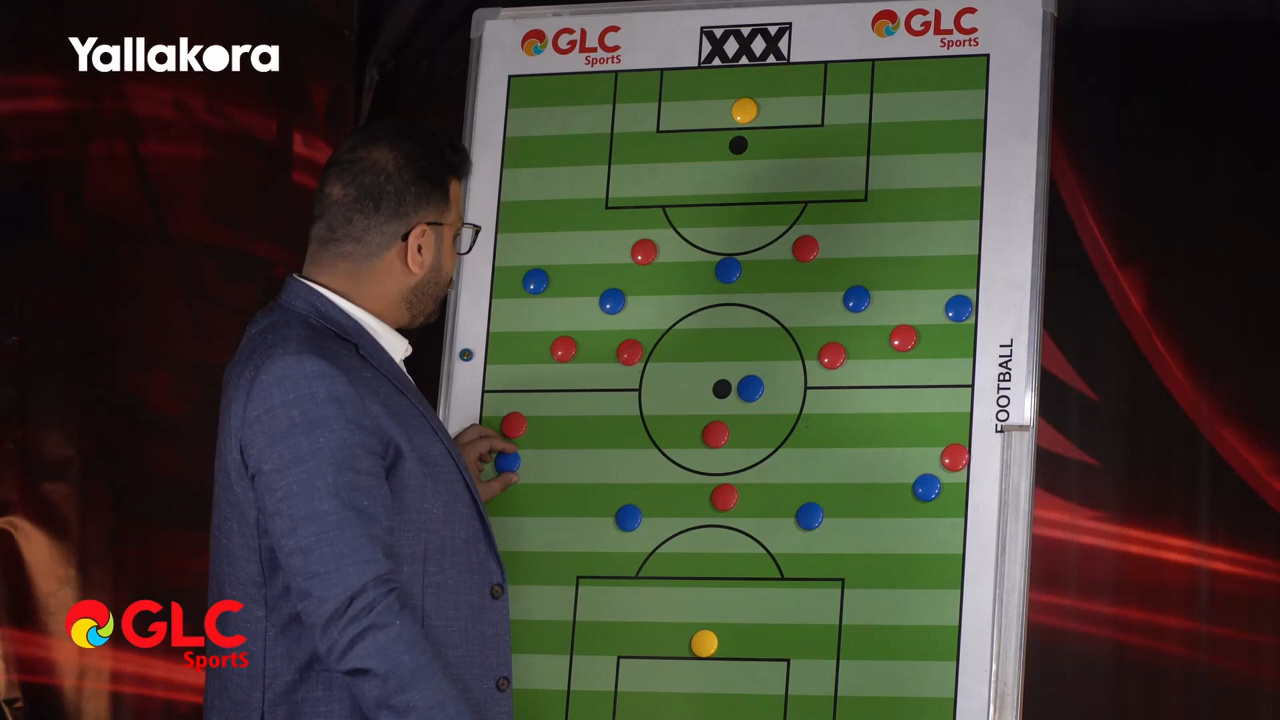 Yallakora
GLC
Sports
XXX
GLC
Sports
FOOTBALL
GLC
Sports